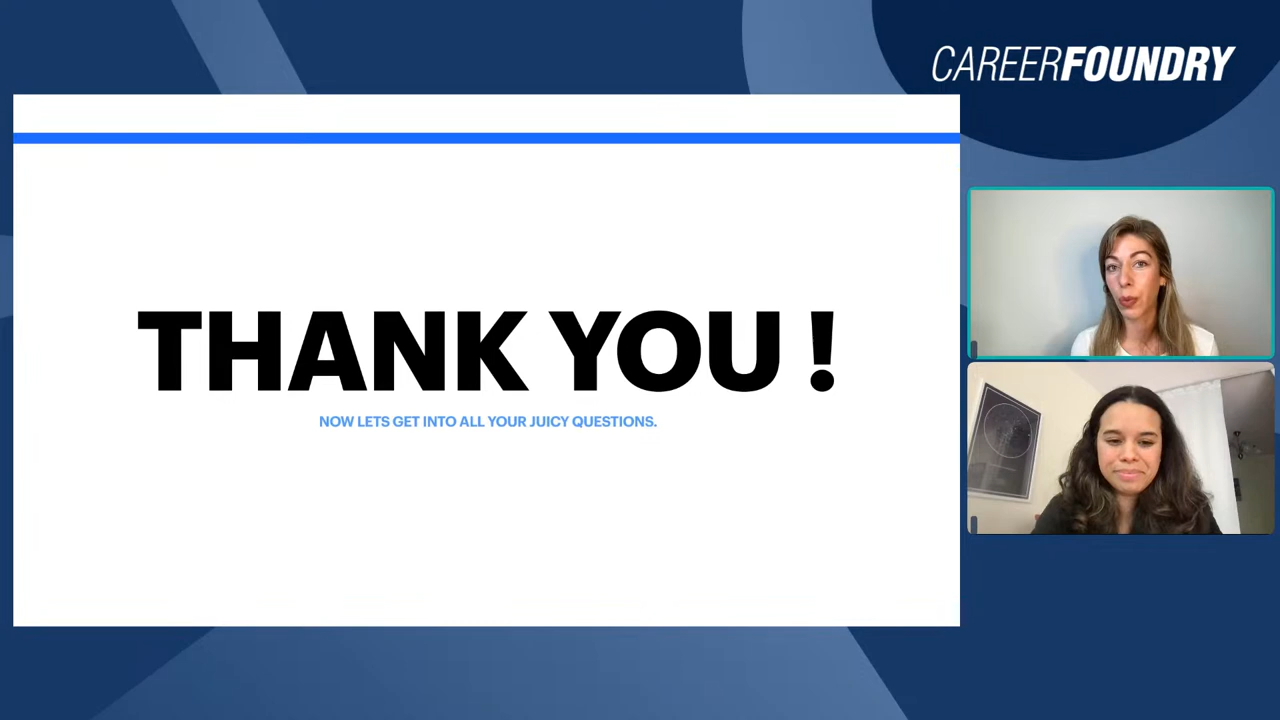 CAREERFOUNDRY
THANK YOU !
NOW LETS GET INTO ALL YOUR JUICY QUESTIONS.